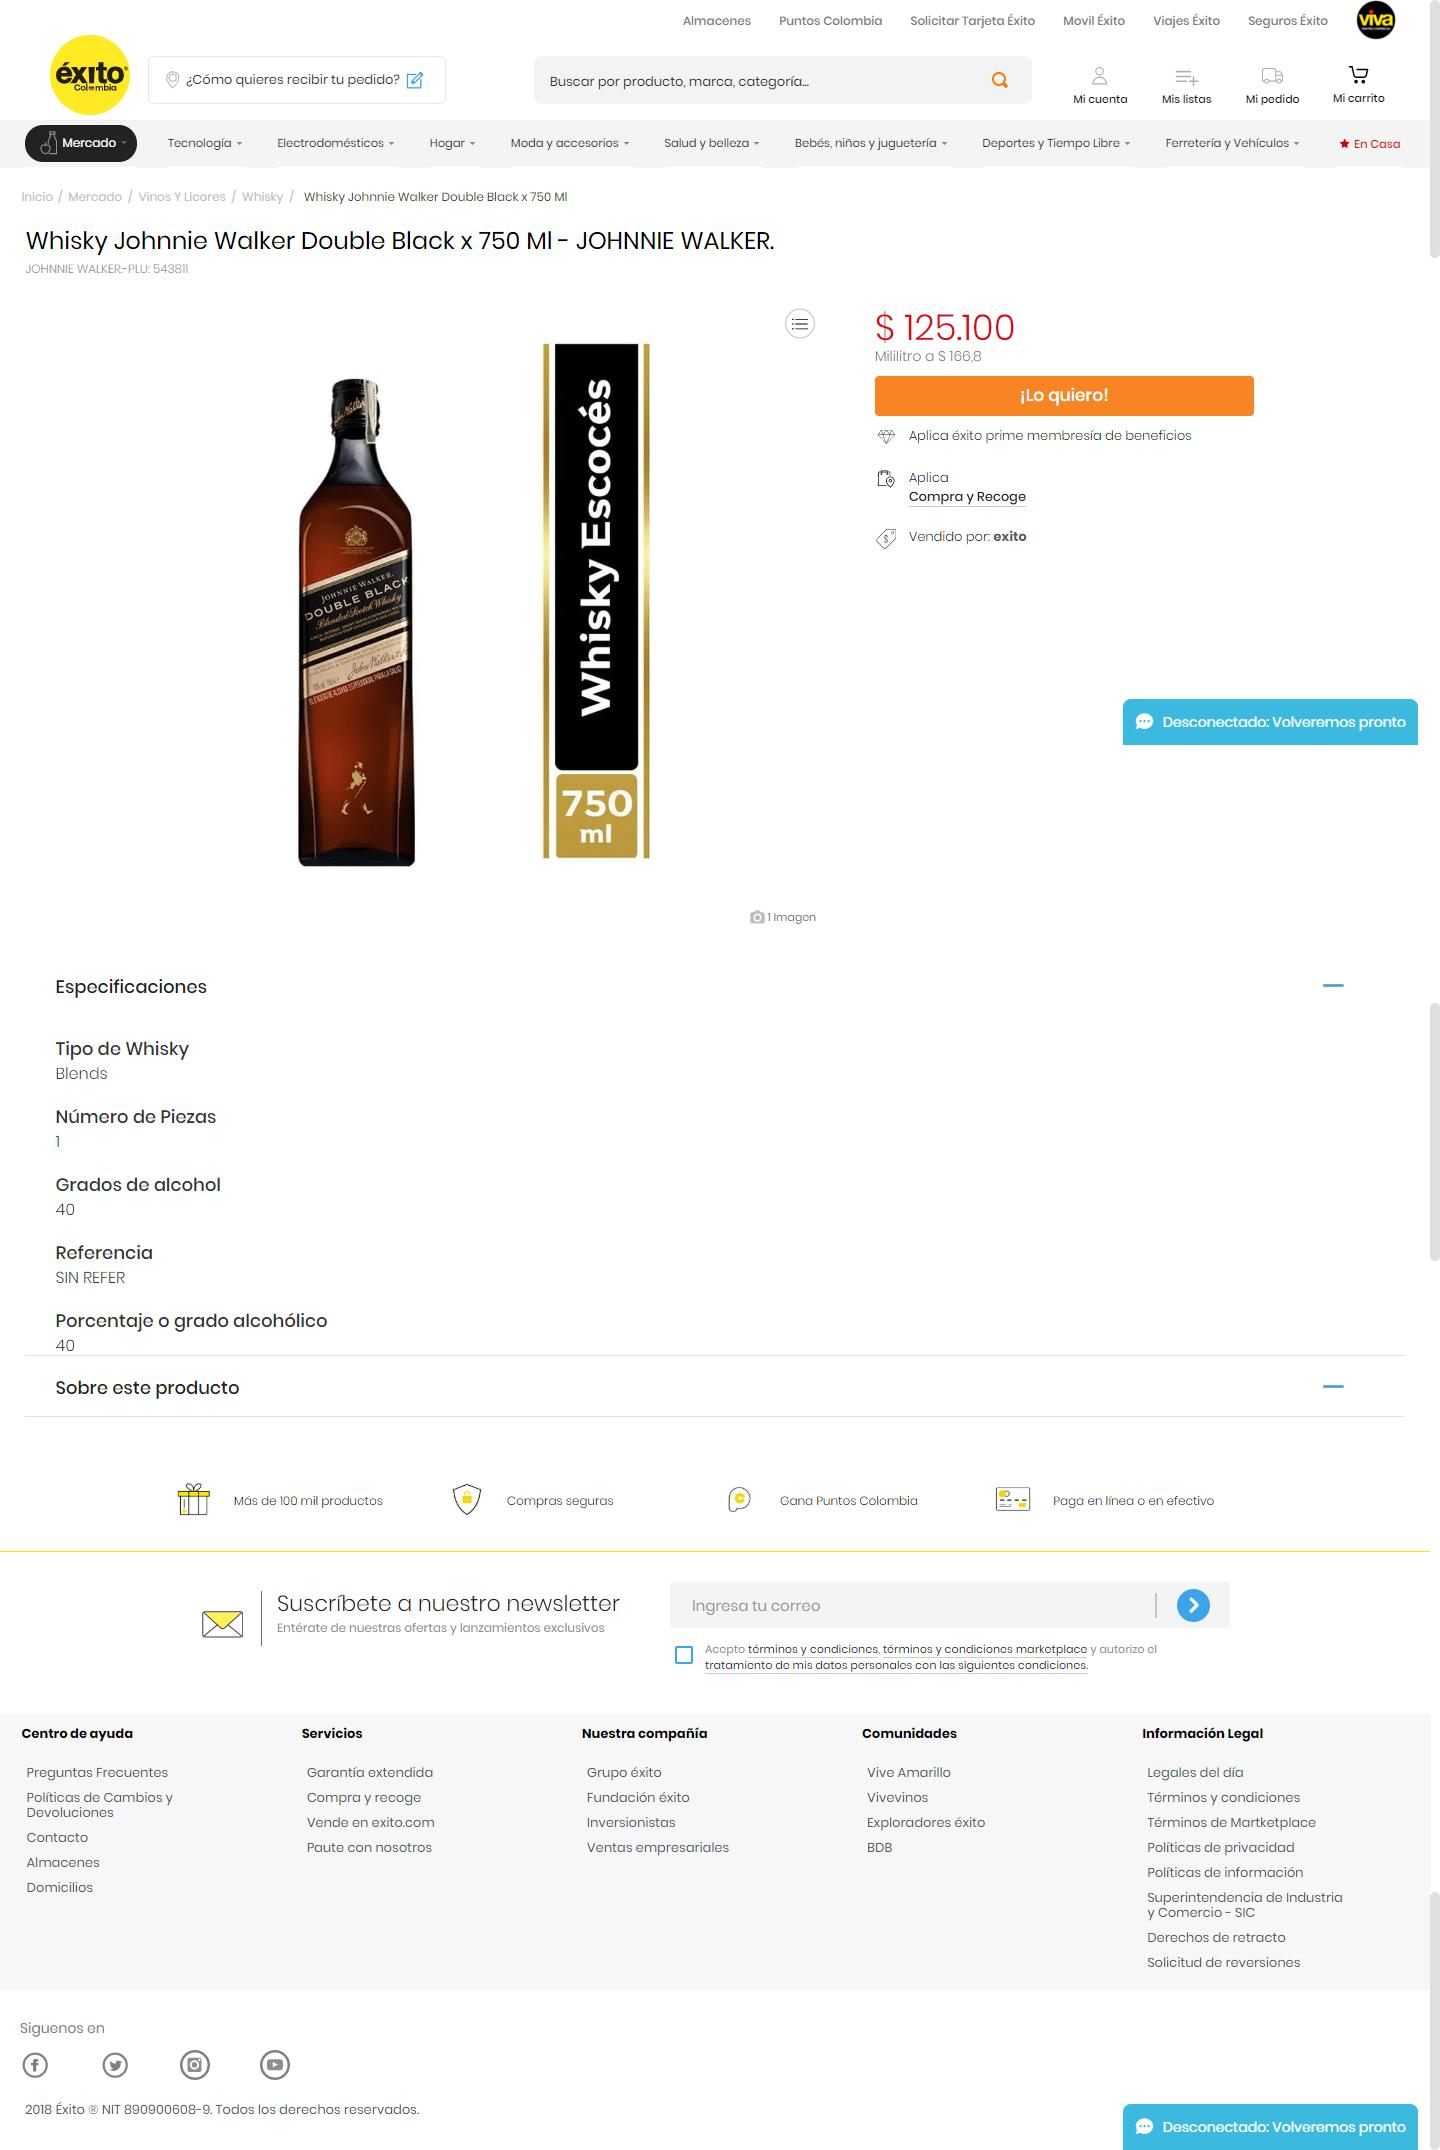 Almacenes Puntos Colombia Solicitar Tarjeta Éxito Movil Éxito Viajes Éxito Seguros Éxito viva
éxito
Colombia
¿Cómo quieres recibir tu pedido?
Buscar por producto, marca, categoría...
Mi cuenta Mis listas Mi pedido Mi carrito
Mercado Tecnología Electrodomésticos Hogar Moda y accesorios Salud y belleza Bebés, niños y juguetería Deportes y Tiempo Libre Ferretería y Vehículos En Casa
Inicio / Mercado / Vinos Y Licores / Whisky / Whisky Johnnie Walker Double Black x 750 Ml
Whisky Johnnie Walker Double Black x 750 Ml - JOHNNIE WALKER.
JOHNNIE WALKER.-PLU: 543811
JOHNNIE WALKER.
DOUBLE BLACK
Blended Scotch Whisky
John Walker
Whisky Escocés
750
ml
1 Imagen
$ 125.100
Mililitro a $ 166,8
¡Lo quiero!
Aplica éxito prime membresía de beneficios
Aplica
Compra y Recoge
Vendido por: exito
Desconectado: Volveremos pronto
Especificaciones
Tipo de Whisky
Blends
Número de Piezas
1
Grados de alcohol
40
Referencia
SIN REFER
Porcentaje o grado alcohólico
40
Sobre este producto
Más de 100 mil productos
Compras seguras
Gana Puntos Colombia
Paga en línea o en efectivo
Suscríbete a nuestro newsletter
Entérate de nuestras ofertas y lanzamientos exclusivos
Ingresa tu correo
Acepto términos y condiciones, términos y condiciones marketplace y autorizo el
tratamiento de mis datos personales con las siguientes condiciones.
Centro de ayuda
Preguntas Frecuentes
Políticas de Cambios y
Devoluciones
Contacto
Almacenes
Domicilios
Servicios
Garantía extendida
Compra y recoge
Vende en exito.com
Paute con nosotros
Nuestra compañía
Grupo éxito
Fundación éxito
Inversionistas
Ventas empresariales
Comunidades
Vive Amarillo
Vivevinos
Exploradores éxito
BDB
Información Legal
Legales del día
Términos y condiciones
Términos de Martketplace
Políticas de privacidad
Políticas de información
Superintendencia de Industria
y Comercio - SIC
Derechos de retracto
Solicitud de reversiones
Siguenos en
2018 Éxito ® NIT 890900608-9. Todos los derechos reservados.
Desconectado: Volveremos pronto